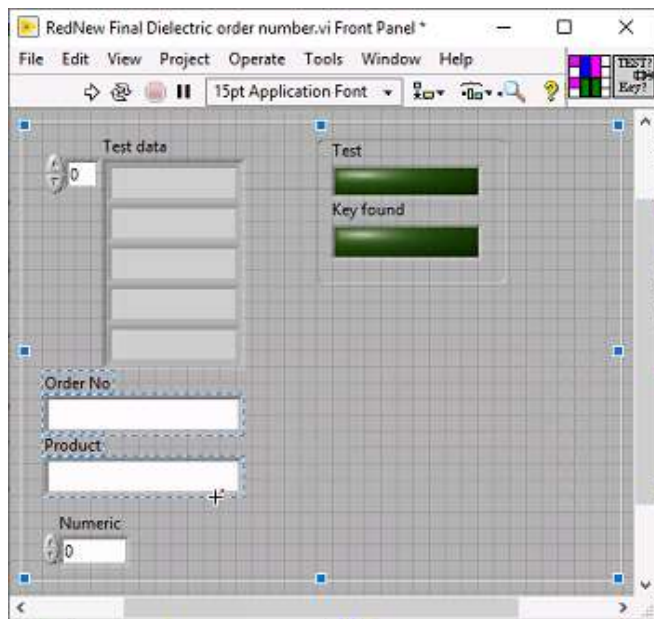 RedNew Final Dielectric order number.vi Front Panel *
File Edit View Project Operate Tools Window Help
TEST?
Key?
15pt Application Font
Test data
0
Test
Key found
Order No
Product
Numeric
0